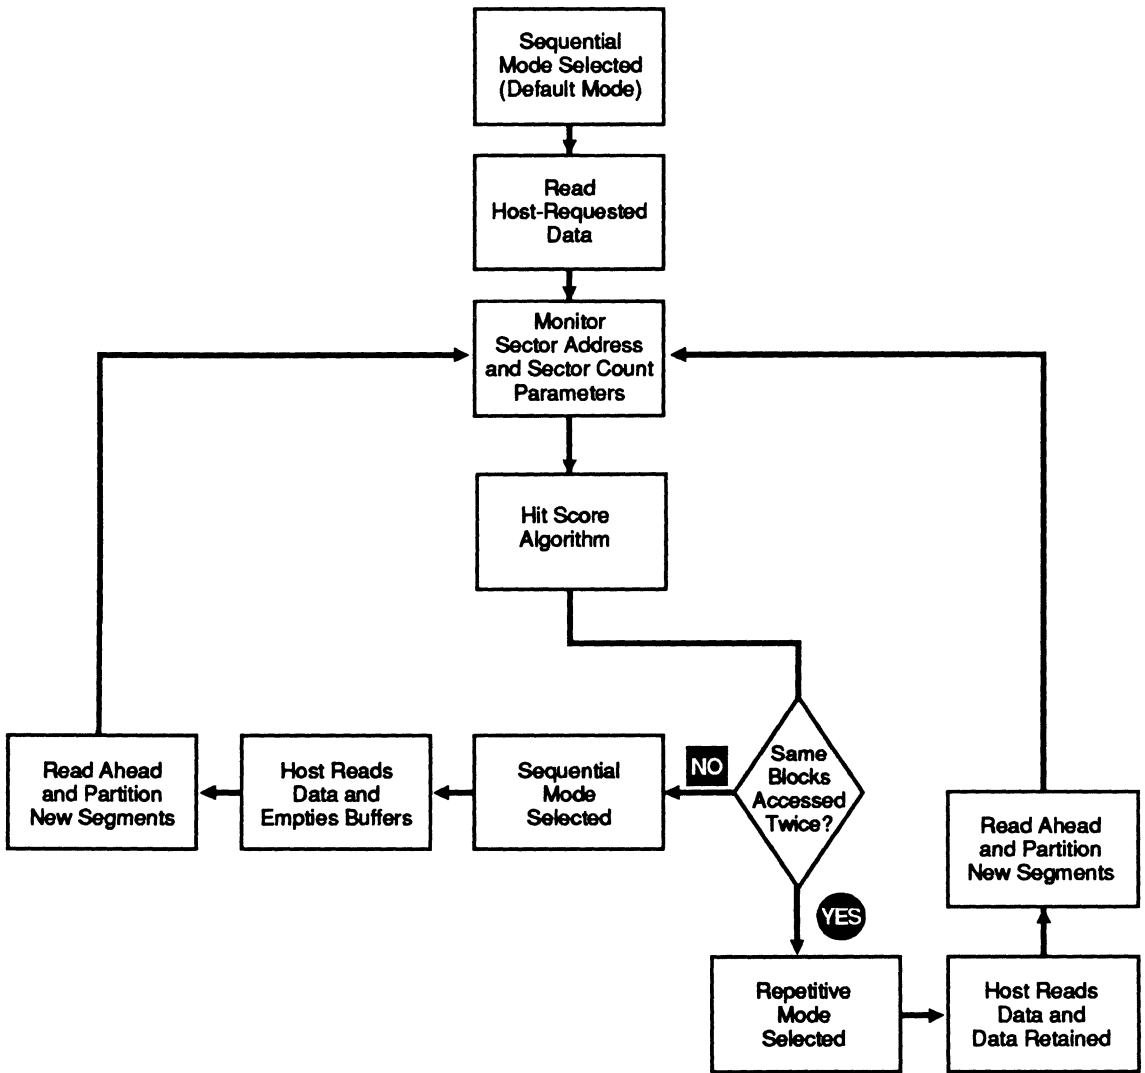 Sequential
Mode Selected
(Default Mode)
Read
Host-Requested
Data
Monitor
Sector Address
and Sector Count
Parameters
Hit Score
Algorithm
Same
Blocks
Accessed
Twice?
NO
Sequential
Mode
Selected
Host Reads
Data and
Empties Buffers
Read Ahead
and Partition
New Segments
YES
Repetitive
Mode
Selected
Host Reads
Data and
Data Retained
Read Ahead
and Partition
New Segments